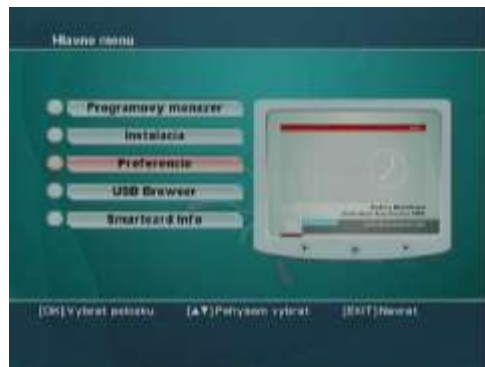 Hlavne menu
Programovy manazer
Instalacia
Preferencie
USB Browser
Smartcard Info
[OK]Vybrat polozku [▲▼]Pohybom vybrat [EXIT]Navrat